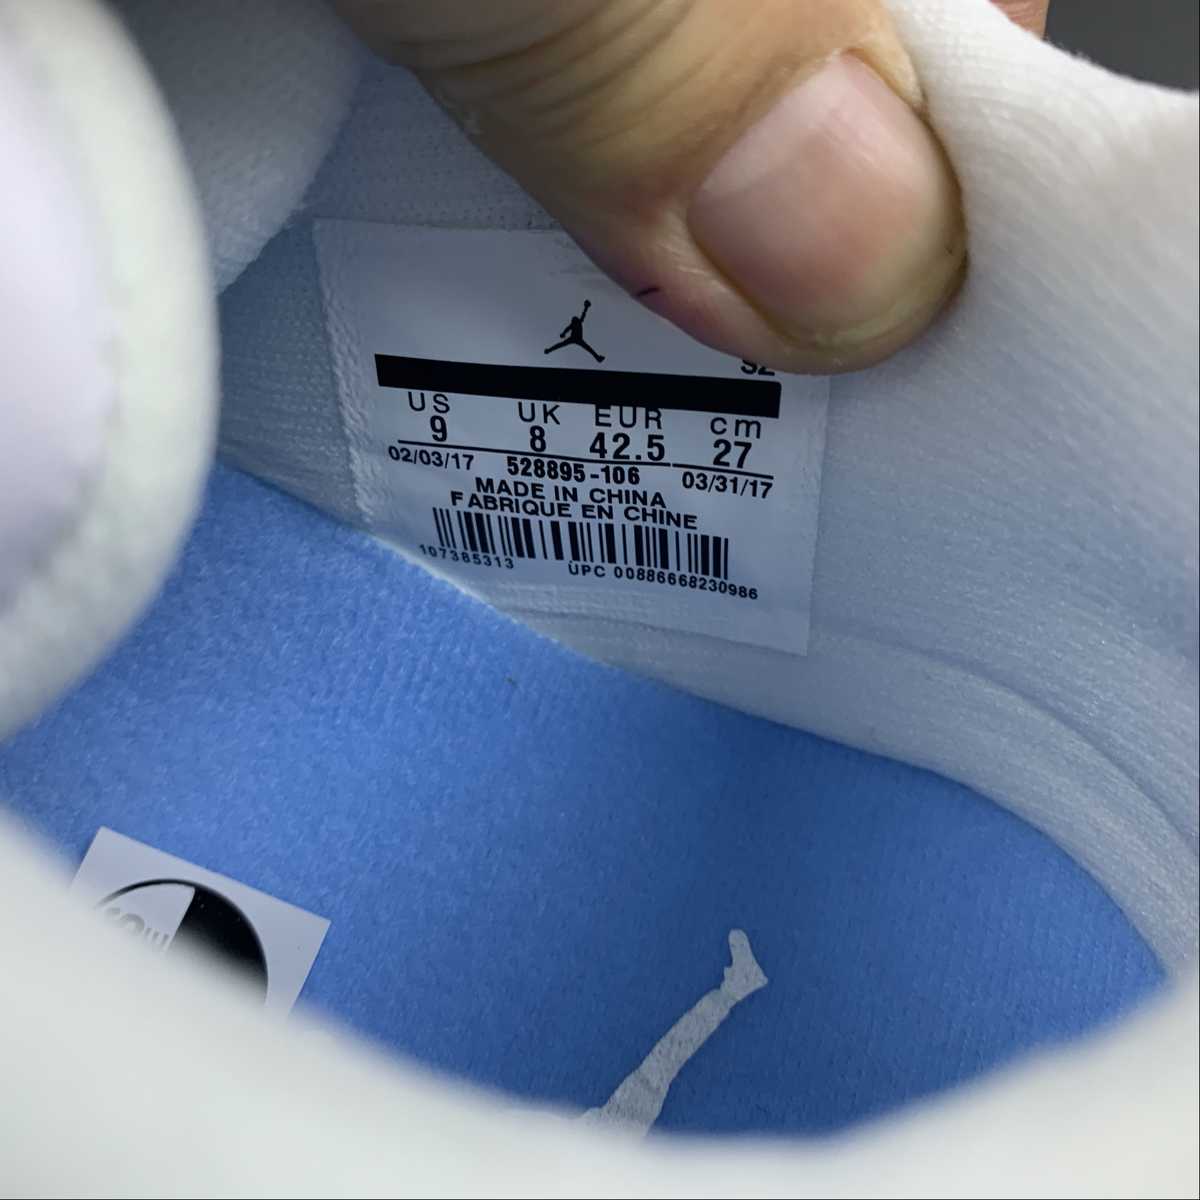 SZ
US UK EUR cm
9 8 42.5 27
02/03/17 528895-106 03/31/17
MADE IN CHINA
FABRIQUE EN CHINE
107385313 UPC 00886668230986